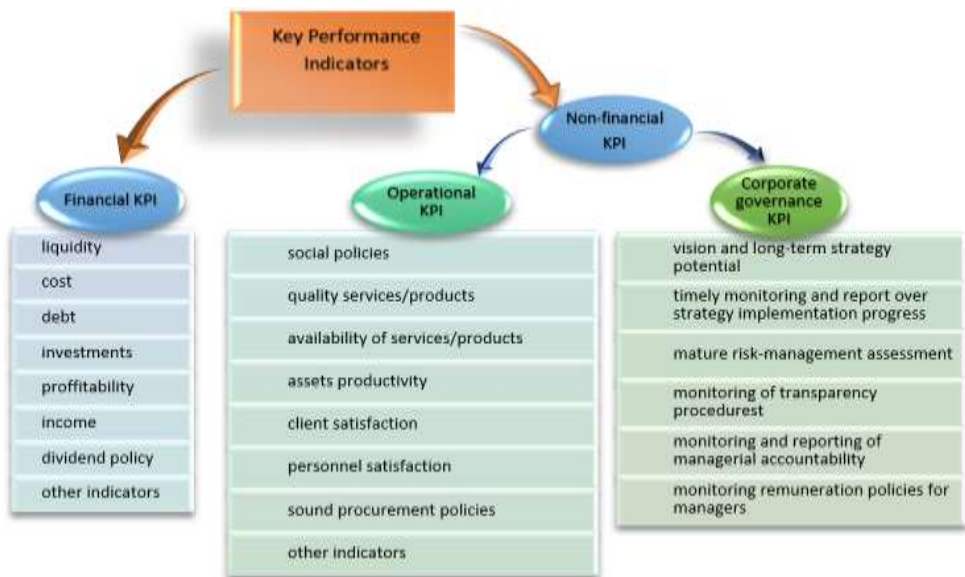 Key Performance
Indicators
Non-financial
KPI
Financial KPI
liquidity
cost
debt
investments
proffitability
income
dividend policy
other indicators
Operational
KPI
social policies
quality services/products
availability of services/products
assets productivity
client satisfaction
personnel satisfaction
sound procurement policies
other indicators
Corporate
governance
KPI
vision and long-term strategy
potential
timely monitoring and report over
strategy implementation progress
mature risk-management assessment
monitoring of transparency
procedurest
monitoring and reporting of
managerial accountability
monitoring remuneration policies for
managers